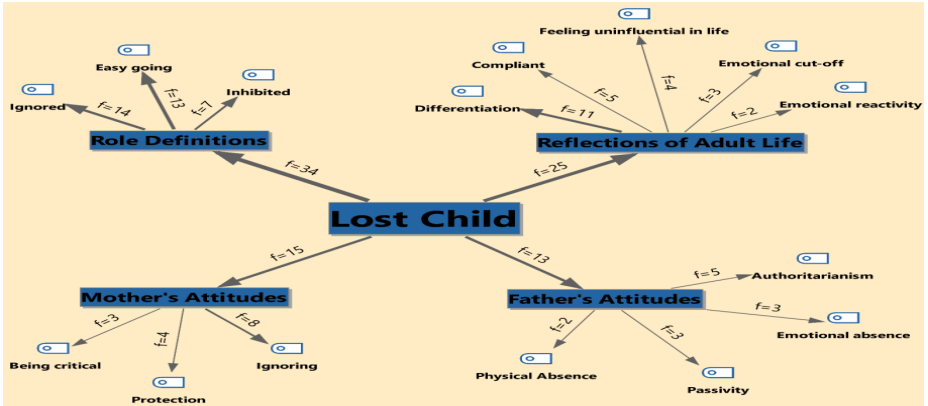 Feeling uninfluential in life
Easy going
Compliant
Emotional cut-off
Ignored
Inhibited
Differentiation
Emotional reactivity
f=14
f=13
f=7
f=11
f=5
f=4
f=3
f=2
Role Definitions
Reflections of Adult Life
f=34
f=25
Lost Child
f=15
f=13
Mother's Attitudes
Father's Attitudes
f=5
Authoritarianism
f=3
f=4
f=8
f=2
f=3
f=3
Emotional absence
Being critical
Ignoring
Protection
Physical Absence
Passivity